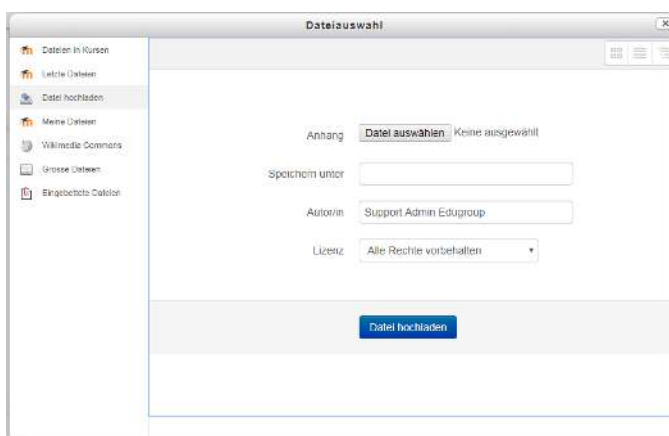 Dateiauswahl
Dateien in Kursen
Letzte Dateien
Datei hochladen
Meine Dateien
Wikimedia Commons
Grosse Dateien
Eingebettete Dateien
Anhang Datei auswählen Keine ausgewählt
Speichern unter
Autor/in Support Admin Edugroup
Lizenz Alle Rechte vorbehalten
Datei hochladen